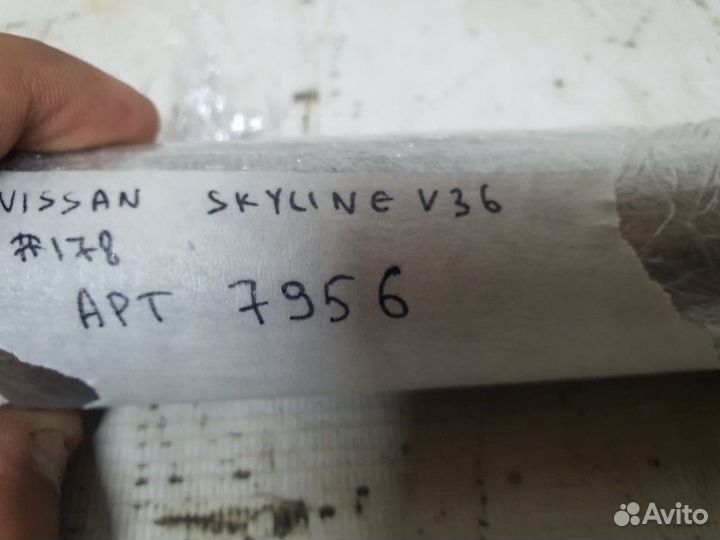 NISSAN SKYLINE V36
#178
АРТ 7956
Avito